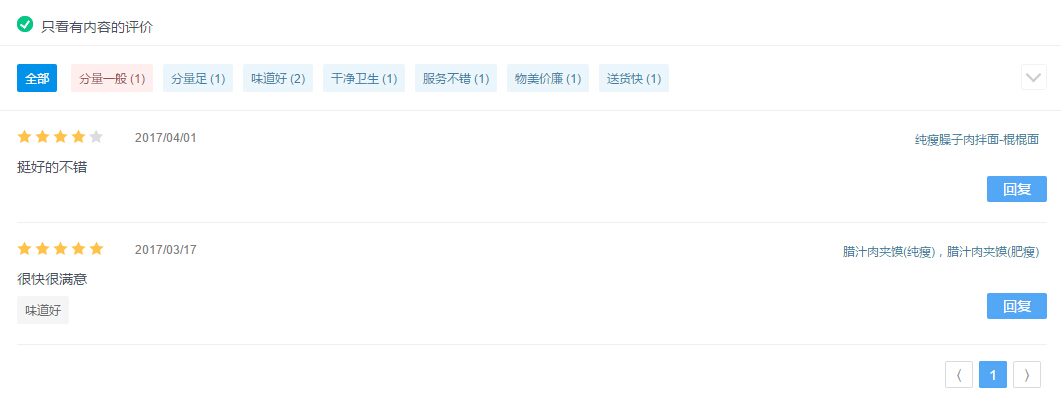 只看有内容的评价
全部 分量一般 (1) 分量足 (1) 味道好 (2) 干净卫生 (1) 服务不错 (1) 物美价廉 (1) 送货快 (1)
2017/04/01 纯瘦臊子肉拌面-棍棍面
挺好的不错
回复
2017/03/17 腊汁肉夹馍(纯瘦)，腊汁肉夹馍(肥瘦)
很快很满意
味道好 回复
〈 1 〉